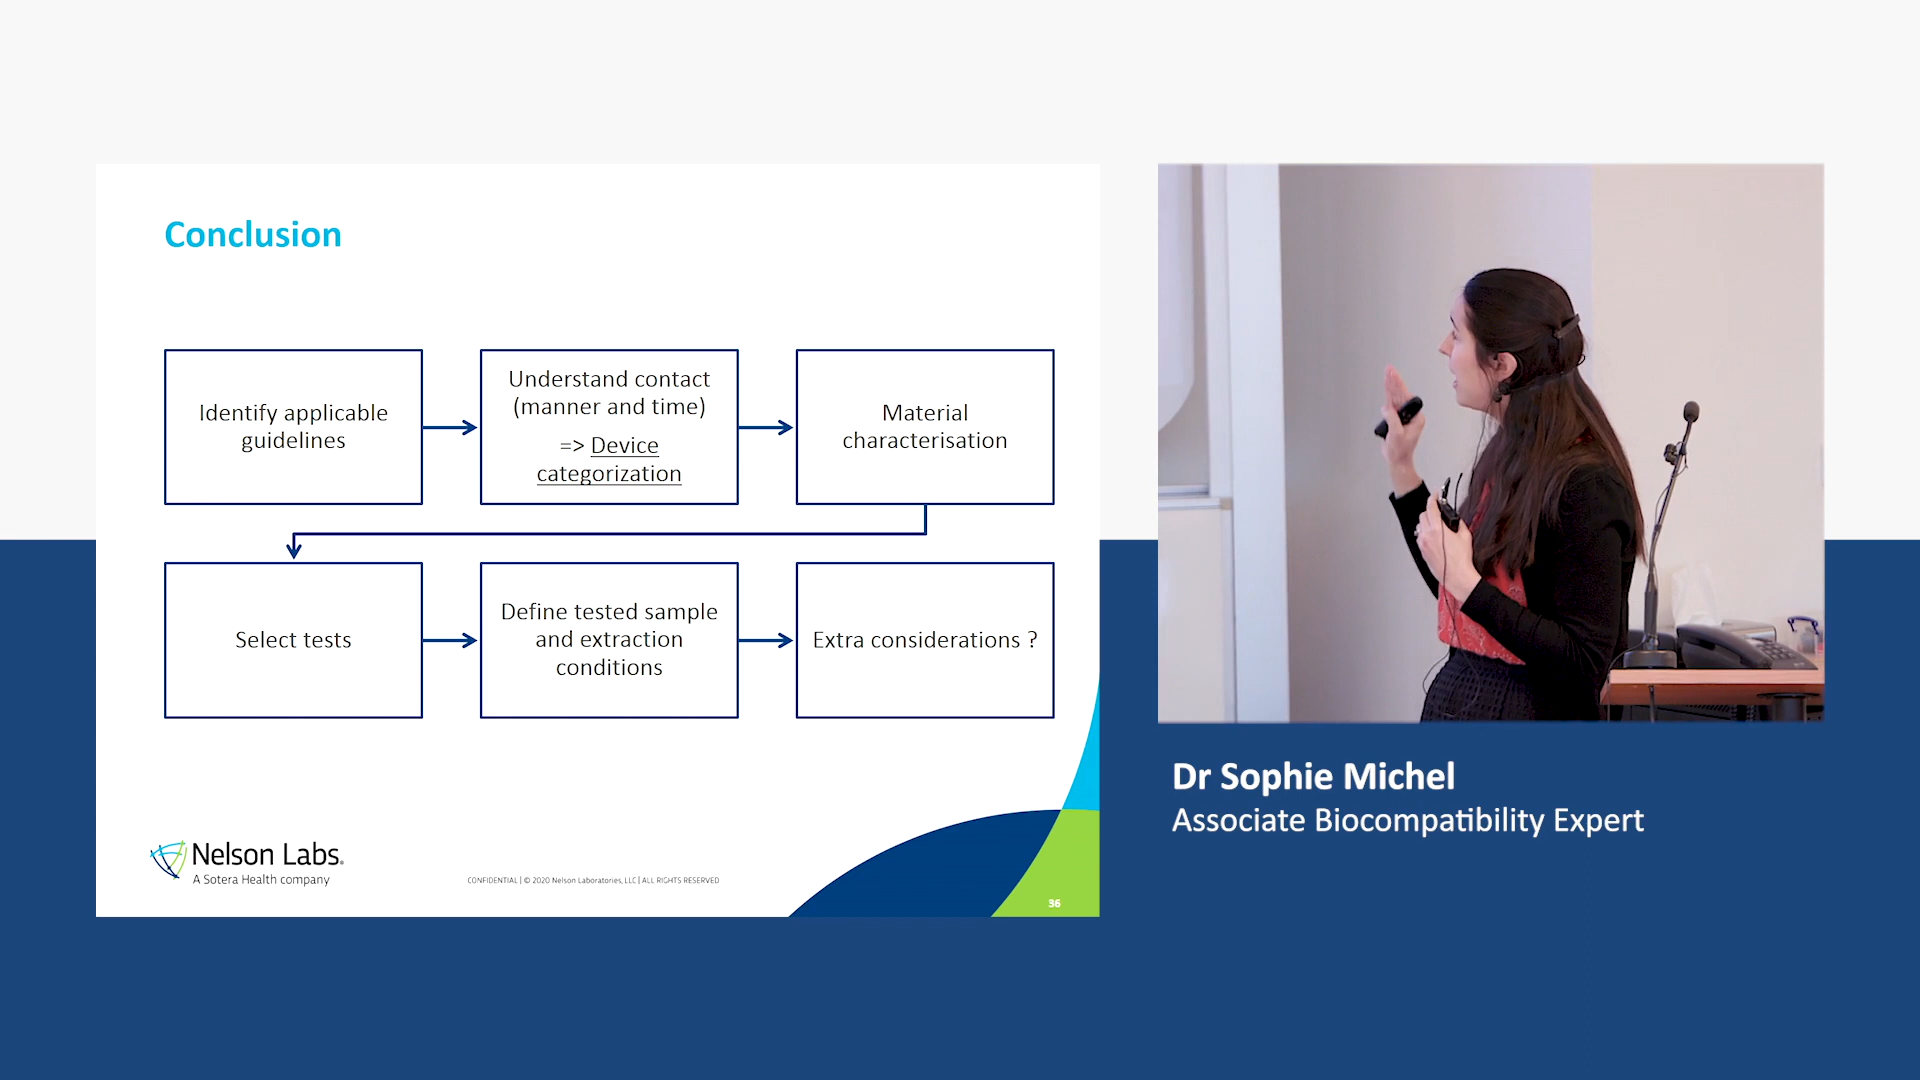 Conclusion
Identify applicable
guidelines
Understand contact
(manner and time)
=> Device
categorization
Material
characterisation
Select tests
Define tested sample
and extraction
conditions
Extra considerations ?
Nelson Labs.
A Sotera Health company
CONFIDENTIAL | © 2020 Nelson Laboratories, LLC | ALL RIGHTS RESERVED
36
Dr Sophie Michel
Associate Biocompatibility Expert